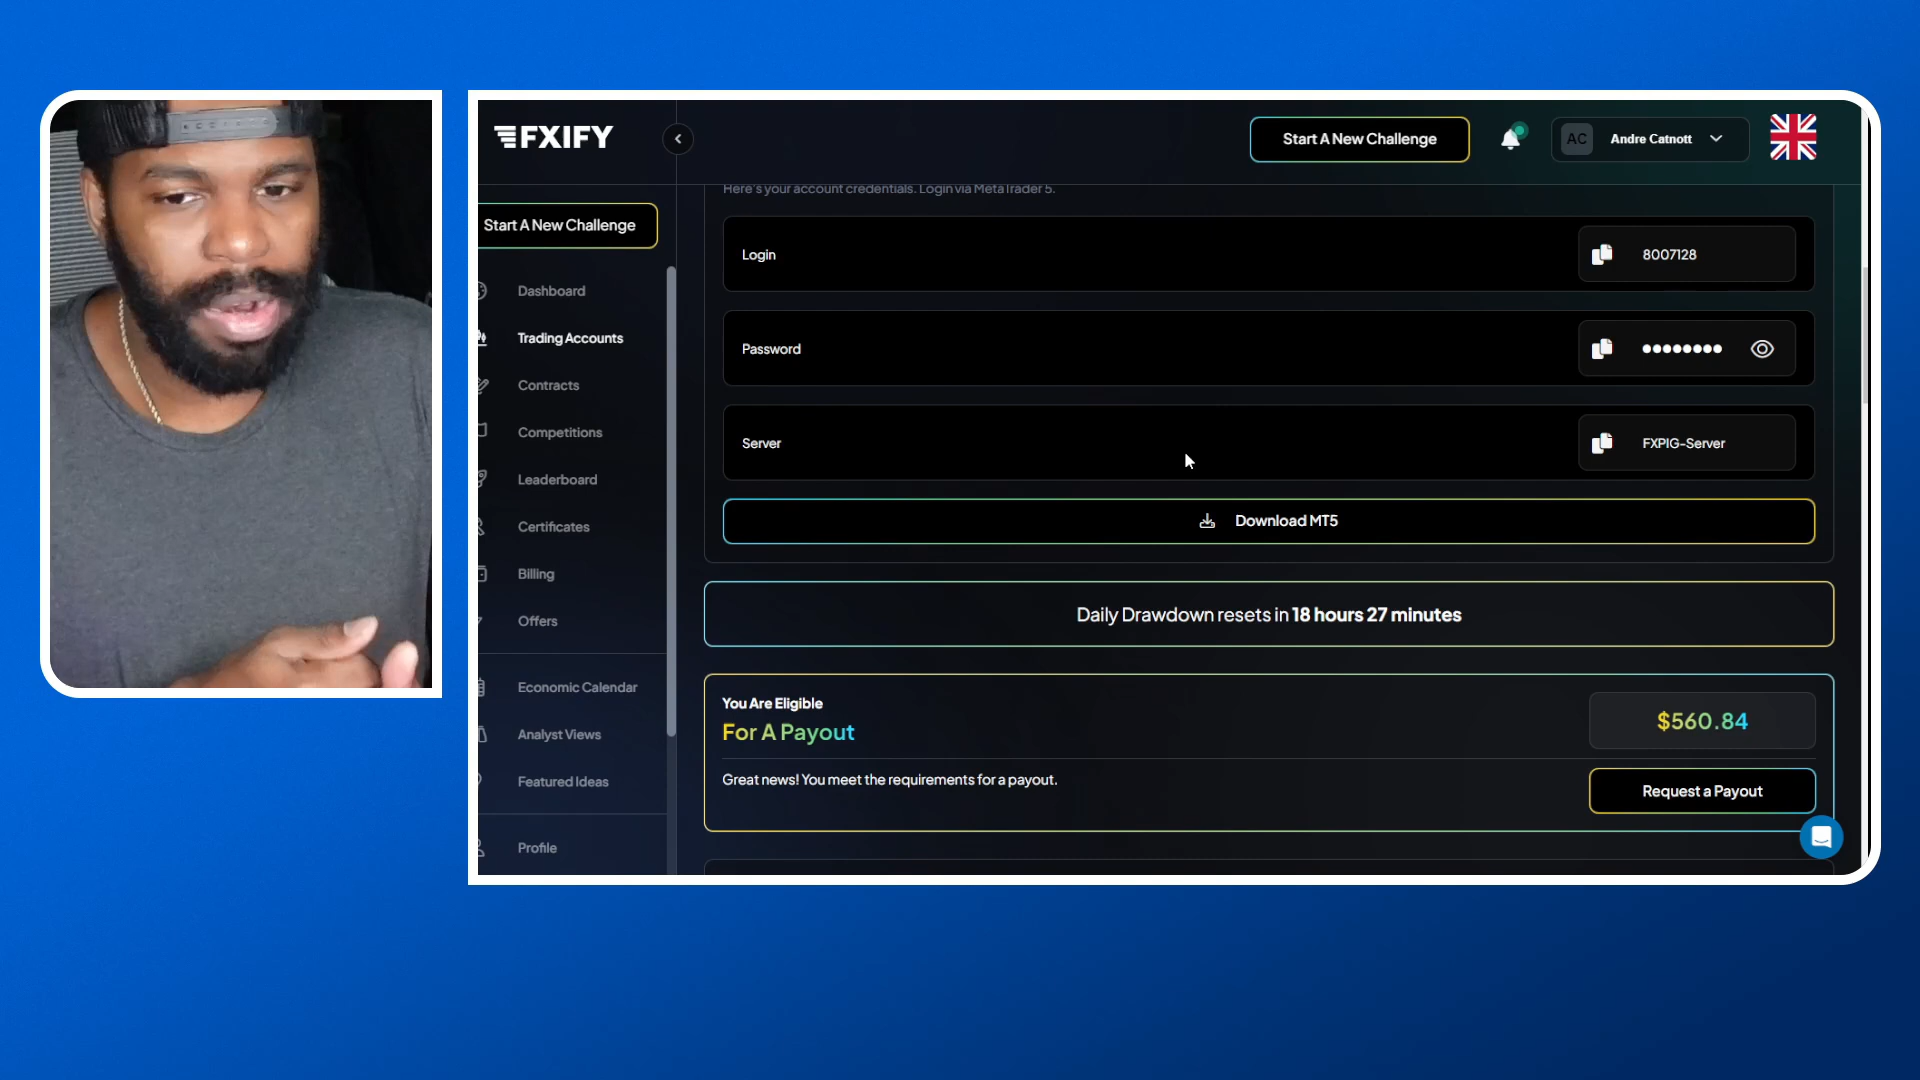 FXIFY
Start A New Challenge
AC
Andre Catnott
Start A New Challenge
Dashboard
Trading Accounts
Contracts
Competitions
Leaderboard
Certificates
Billing
Offers
Economic Calendar
Analyst Views
Featured Ideas
Profile
Here's your account credentials. Login via MetaTrader 5.
Login
8007128
Password
••••••••
Server
FXPIG-Server
Download MT5
Daily Drawdown resets in 18 hours 27 minutes
You Are Eligible
For A Payout
$560.84
Great news! You meet the requirements for a payout.
Request a Payout